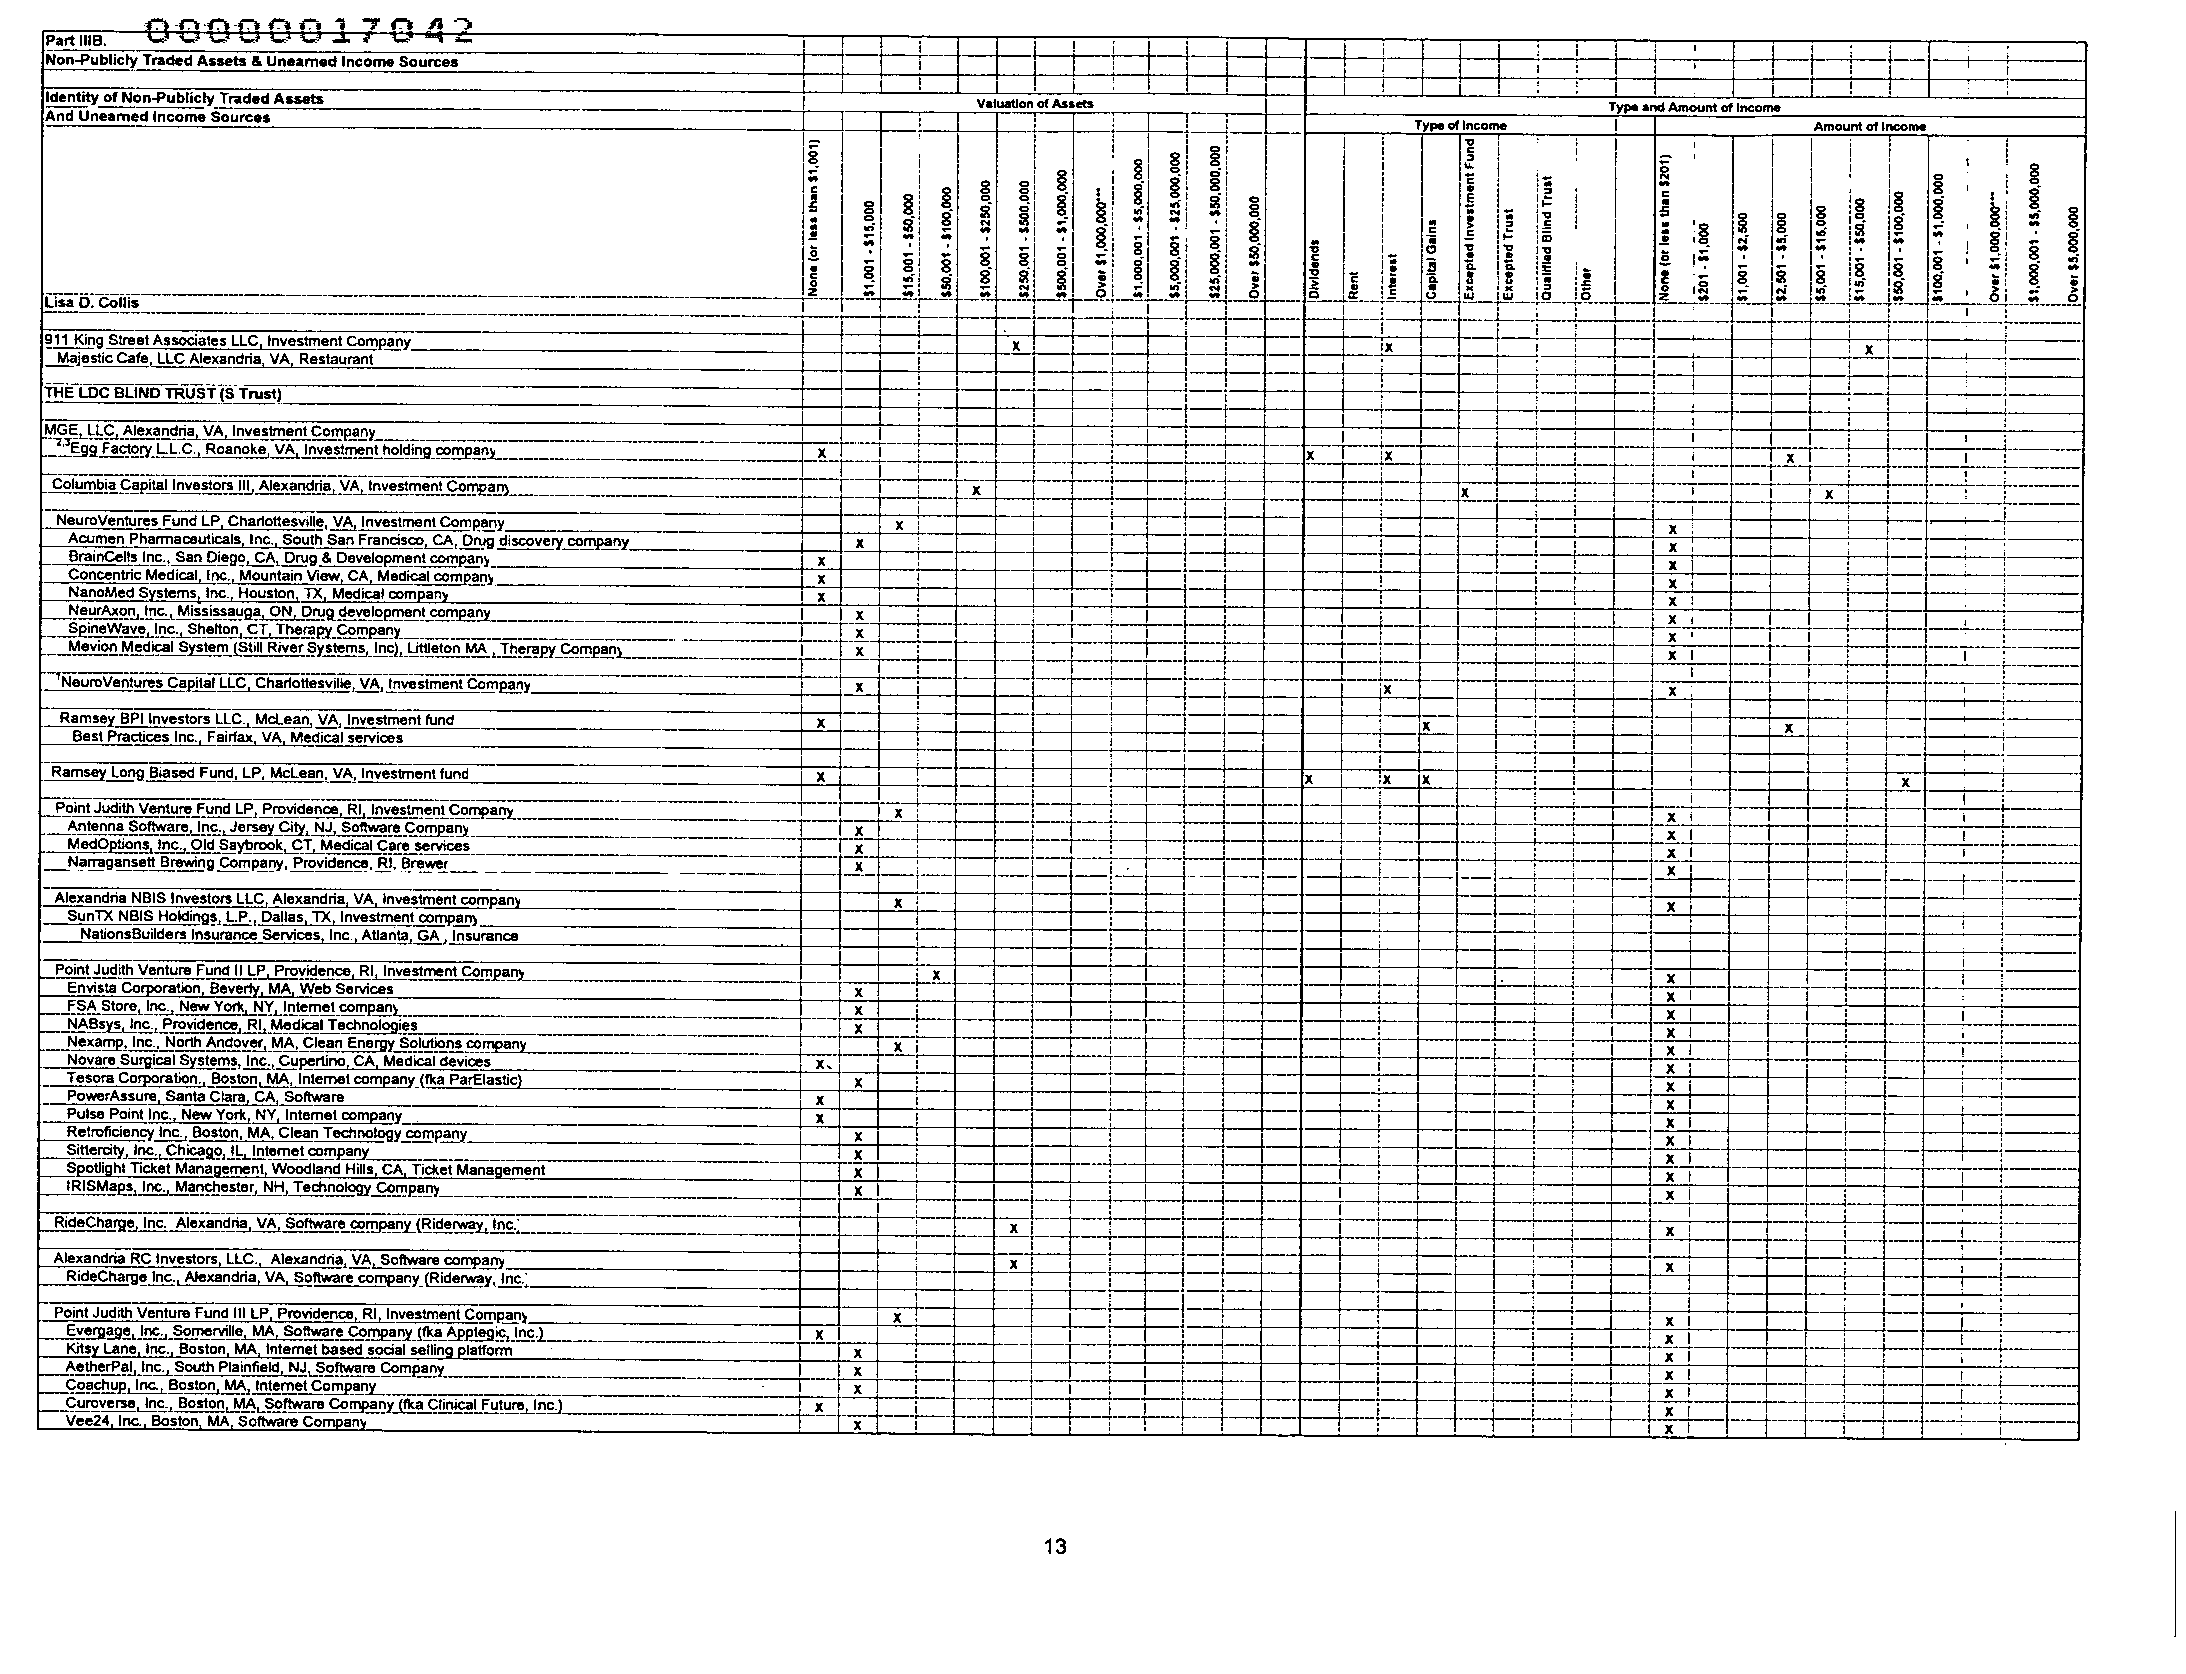 00000017042
Part IIIB.
Non-Publicly Traded Assets & Unearned Income Sources
Identity of Non-Publicly Traded Assets
And Unearned Income Sources
Valuation of Assets
Type and Amount of Income
Type of Income
Amount of Income
None (or less than $1,001)
$1,001 - $15,000
$15,001 - $50,000
$50,001 - $100,000
$100,001 - $250,000
$250,001 - $500,000
$500,001 - $1,000,000
Over $1,000,000***
$1,000,001 - $5,000,000
$5,000,001 - $25,000,000
$25,000,001 - $50,000,000
Over $50,000,000
Dividends
Rent
Interest
Capital Gains
Excepted Investment Fund
Excepted Trust
Qualified Blind Trust
Other
None (or less than $201)
$201 - $1,000
$1,001 - $2,500
$2,501 - $5,000
$5,001 - $15,000
$15,001 - $50,000
$50,001 - $100,000
$100,001 - $1,000,000
Over $1,000,000***
$1,000,001 - $5,000,000
Over $5,000,000
Lisa D. Collis
911 King Street Associates LLC, Investment Company X X X
Majestic Cafe, LLC Alexandria, VA, Restaurant
THE LDC BLIND TRUST (S Trust)
MGE, LLC, Alexandria, VA, Investment Company
2,3Egg Factory L.L.C., Roanoke, VA, Investment holding company X X X X
Columbia Capital Investors III, Alexandria, VA, Investment Company X X X
NeuroVentures Fund LP, Charlottesville, VA, Investment Company X X
Acumen Pharmaceuticals, Inc., South San Francisco, CA, Drug discovery company X X
BrainCells Inc., San Diego, CA, Drug & Development company X X
Concentric Medical, Inc., Mountain View, CA, Medical company X X
NanoMed Systems, Inc., Houston, TX, Medical company X X
NeurAxon, Inc., Mississauga, ON, Drug development company X X
SpineWave, Inc., Shelton, CT, Therapy Company X X
Mevion Medical System (Still River Systems, Inc), Littleton MA , Therapy Company X X
1NeuroVentures Capital LLC, Charlottesville, VA, Investment Company X X X
Ramsey BPI Investors LLC., McLean, VA, Investment fund X X X
Best Practices Inc., Fairfax, VA, Medical services
Ramsey Long Biased Fund, LP, McLean, VA, Investment fund X X X X X
Point Judith Venture Fund LP, Providence, RI, Investment Company X X
Antenna Software, Inc., Jersey City, NJ, Software Company X X
MedOptions, Inc., Old Saybrook, CT, Medical Care services X X
Narragansett Brewing Company, Providence, RI, Brewer X X
Alexandria NBIS Investors LLC, Alexandria, VA, Investment company X X
SunTX NBIS Holdings, L.P., Dallas, TX, Investment company
NationsBuilders Insurance Services, Inc., Atlanta, GA , Insurance
Point Judith Venture Fund II LP, Providence, RI, Investment Company X X
Envista Corporation, Beverly, MA, Web Services X X
FSA Store, Inc., New York, NY, Internet company X X
NABsys, Inc., Providence, RI, Medical Technologies X X
Nexamp, Inc., North Andover, MA, Clean Energy Solutions company X X
Novare Surgical Systems, Inc., Cupertino, CA, Medical devices X X
Tesora Corporation., Boston, MA, Internet company (fka ParElastic) X X
PowerAssure, Santa Clara, CA, Software X X
Pulse Point Inc., New York, NY, Internet company X X
Retroficiency Inc., Boston, MA, Clean Technology company X X
Sittercity, Inc., Chicago, IL, Internet company X X
Spotlight Ticket Management, Woodland Hills, CA, Ticket Management X X
IRISMaps, Inc., Manchester, NH, Technology Company X X
RideCharge, Inc. Alexandria, VA, Software company (Riderway, Inc. X X
Alexandria RC Investors, LLC., Alexandria, VA, Software company X X
RideCharge Inc., Alexandria, VA, Software company (Riderway, Inc.
Point Judith Venture Fund III LP, Providence, RI, Investment Company X X
Evergage, Inc., Somerville, MA, Software Company (fka Apptegic, Inc.) X X
Kitsy Lane, Inc., Boston, MA, Internet based social selling platform X X
AetherPal, Inc., South Plainfield, NJ, Software Company X X
Coachup, Inc., Boston, MA, Internet Company X X
Curoverse, Inc., Boston, MA, Software Company (fka Clinical Future, Inc.) X X
Vee24, Inc., Boston, MA, Software Company X X
13